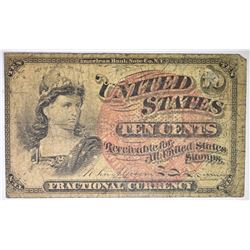 American Bank Note Co. N.Y.
UNITED
STATES
TEN CENTS
Receivable for
all United States
Stamps.
FRACTIONAL CURRENCY